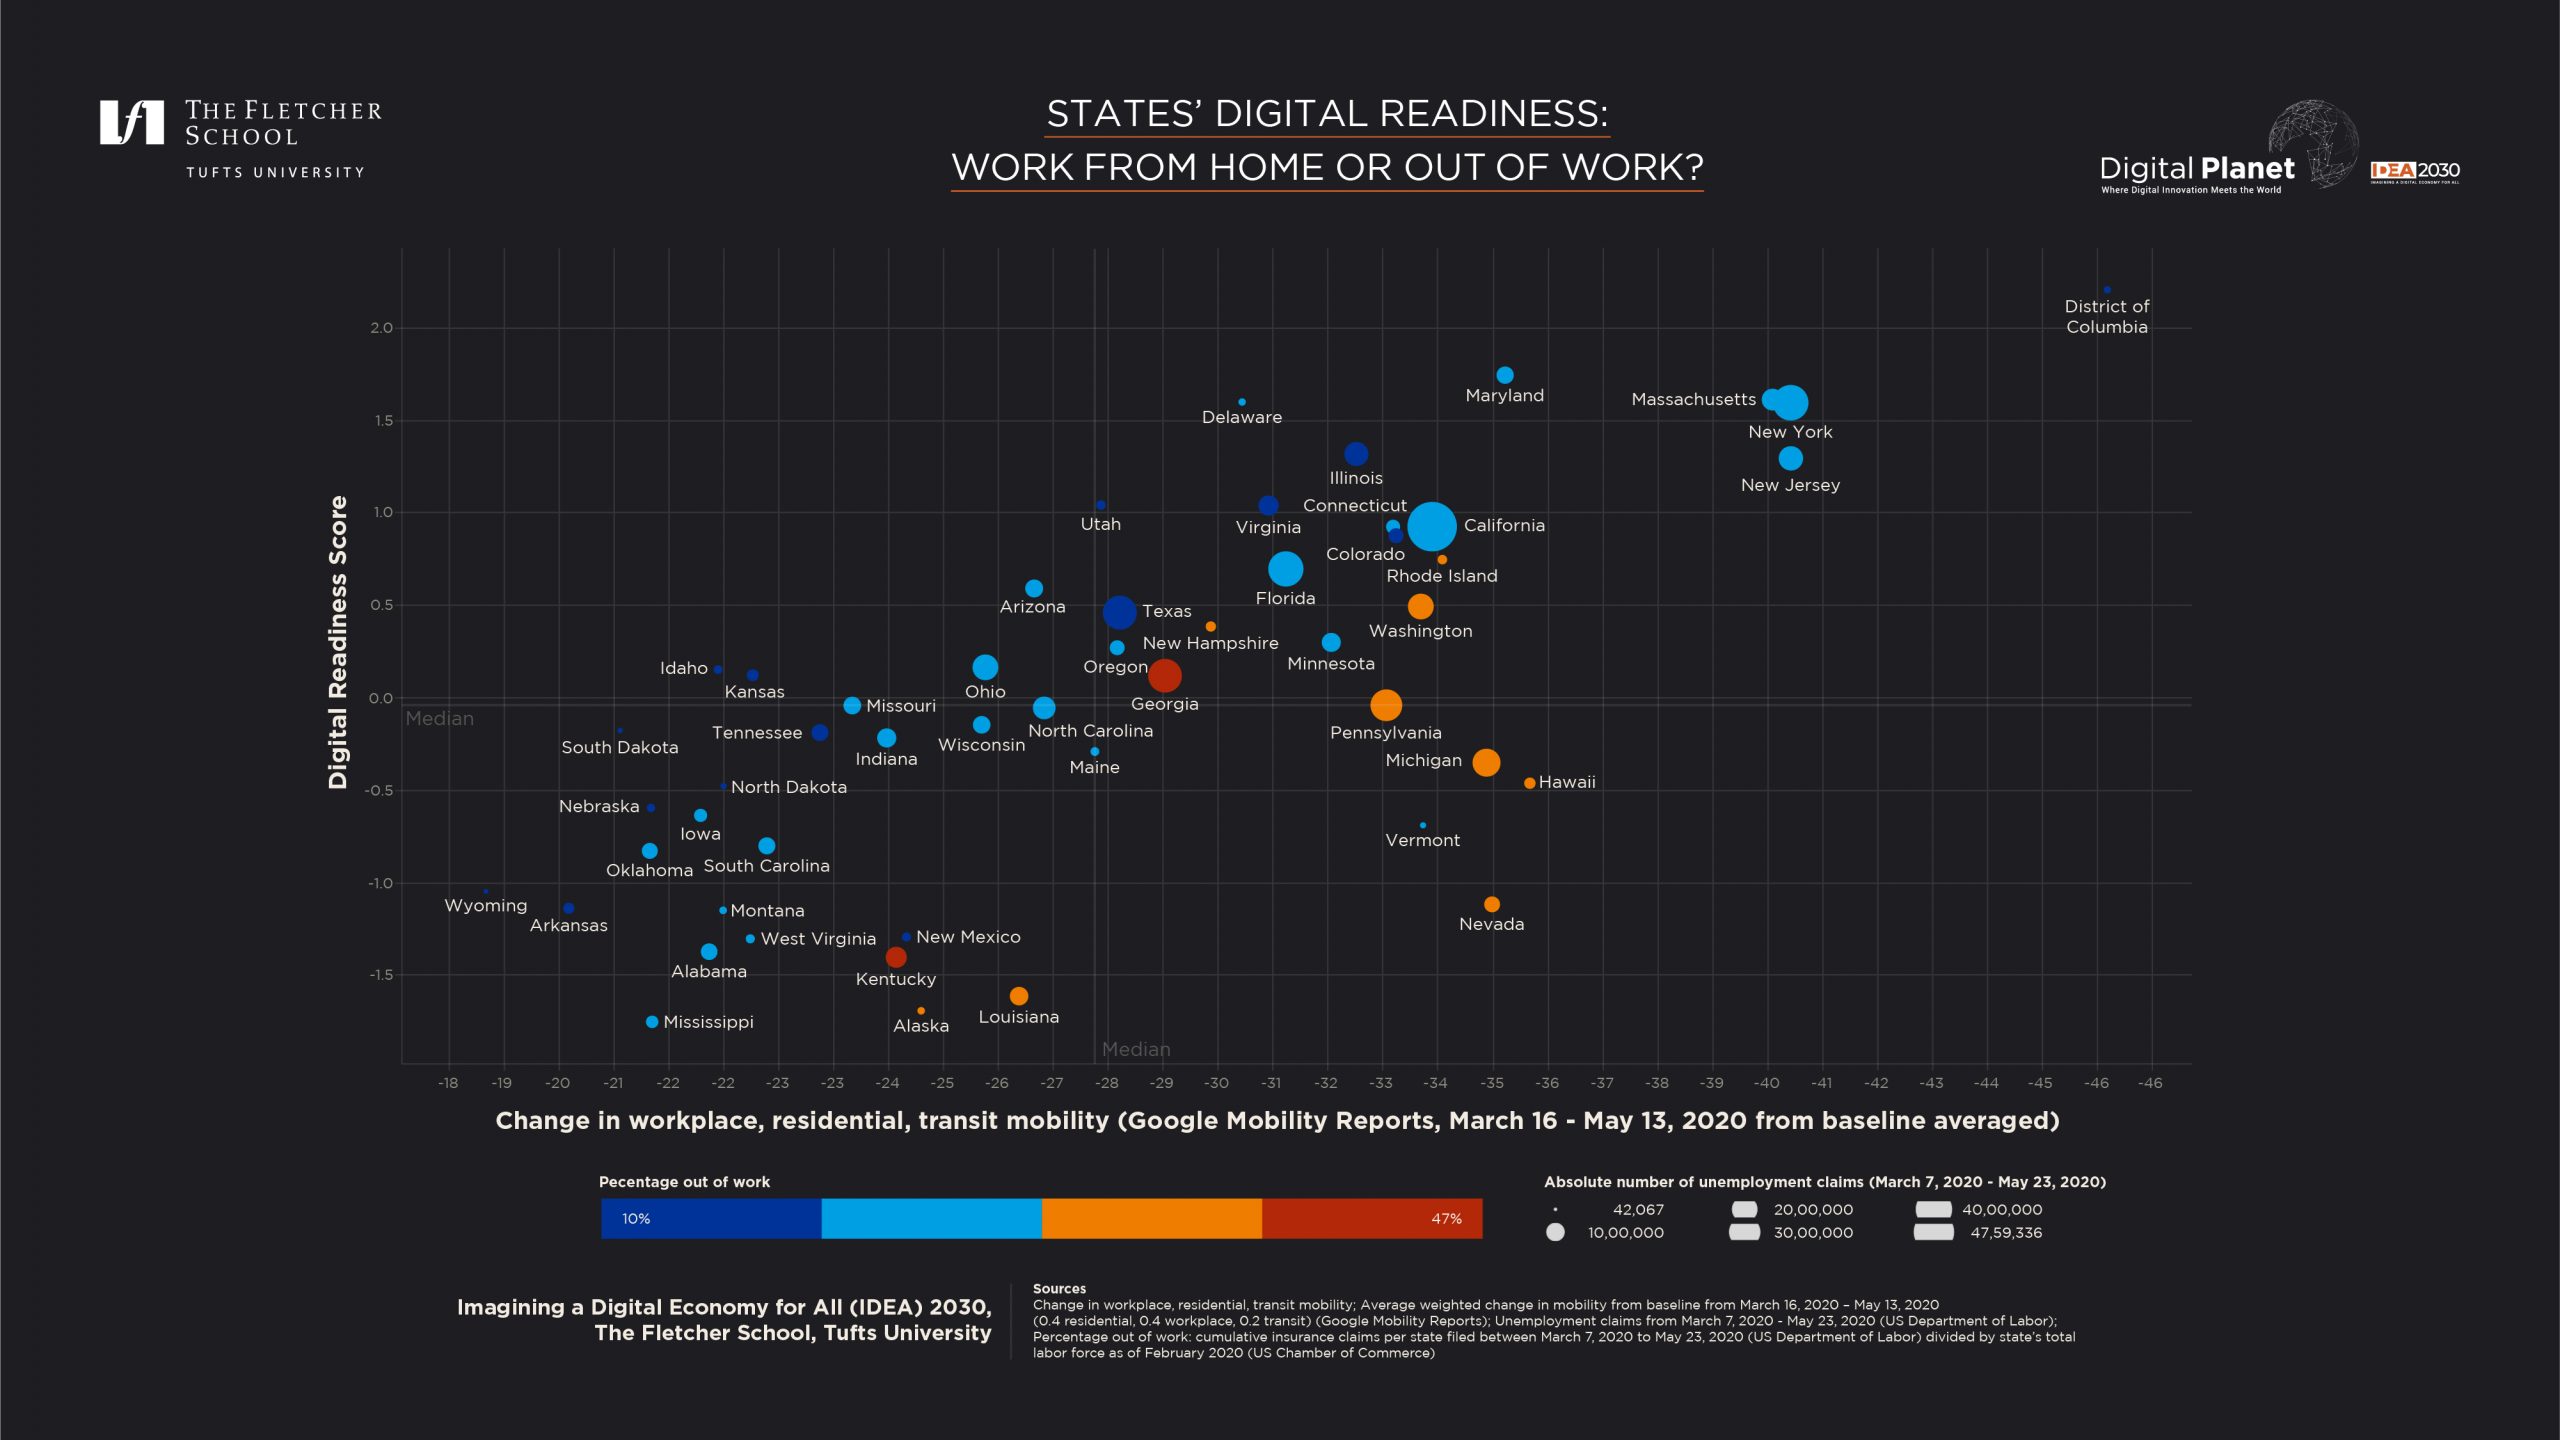 THE FLETCHER
SCHOOL
TUFTS UNIVERSITY
STATES’ DIGITAL READINESS:
WORK FROM HOME OR OUT OF WORK?
Digital Planet
Where Digital Innovation Meets the World
IDEA 2030
IMAGINING A DIGITAL ECONOMY FOR ALL
Digital Readiness Score
2.0
1.5
1.0
0.5
0.0
-0.5
-1.0
-1.5
Median
Median
District of
Columbia
Maryland
Massachusetts
New York
New Jersey
Delaware
Illinois
Connecticut
California
Utah
Virginia
Colorado
Rhode Island
Florida
Arizona
Texas
Washington
New Hampshire
Oregon
Minnesota
Idaho
Kansas
Ohio
Georgia
Missouri
Pennsylvania
Tennessee
North Carolina
South Dakota
Wisconsin
Indiana
Maine
Michigan
Hawaii
North Dakota
Nebraska
Iowa
Vermont
South Carolina
Oklahoma
Wyoming
Arkansas
Montana
Nevada
West Virginia
New Mexico
Alabama
Kentucky
Louisiana
Mississippi
Alaska
-18 -19 -20 -21 -22 -22 -23 -23 -24 -25 -26 -27 -28 -29 -30 -31 -32 -33 -34 -35 -36 -37 -38 -39 -40 -41 -42 -43 -44 -45 -46 -46
Change in workplace, residential, transit mobility (Google Mobility Reports, March 16 - May 13, 2020 from baseline averaged)
Pecentage out of work
10%
47%
Absolute number of unemployment claims (March 7, 2020 - May 23, 2020)
42,067 20,00,000 40,00,000
10,00,000 30,00,000 47,59,336
Imagining a Digital Economy for All (IDEA) 2030,
The Fletcher School, Tufts University
Sources
Change in workplace, residential, transit mobility; Average weighted change in mobility from baseline from March 16, 2020 – May 13, 2020
(0.4 residential, 0.4 workplace, 0.2 transit) (Google Mobility Reports); Unemployment claims from March 7, 2020 - May 23, 2020 (US Department of Labor);
Percentage out of work: cumulative insurance claims per state filed between March 7, 2020 to May 23, 2020 (US Department of Labor) divided by state’s total
labor force as of February 2020 (US Chamber of Commerce)